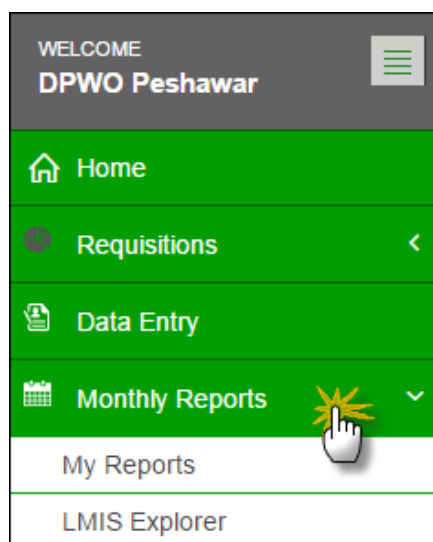 WELCOME
DPWO Peshawar
Home
Requisitions
Data Entry
Monthly Reports
My Reports
LMIS Explorer